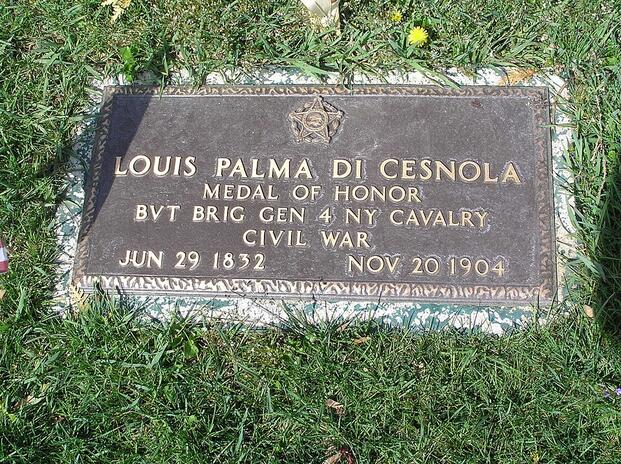 LOUIS PALMA DI CESNOLA
MEDAL OF HONOR
BVT BRIG GEN 4 NY CAVALRY
CIVIL WAR
JUN 29 1832 NOV 20 1904